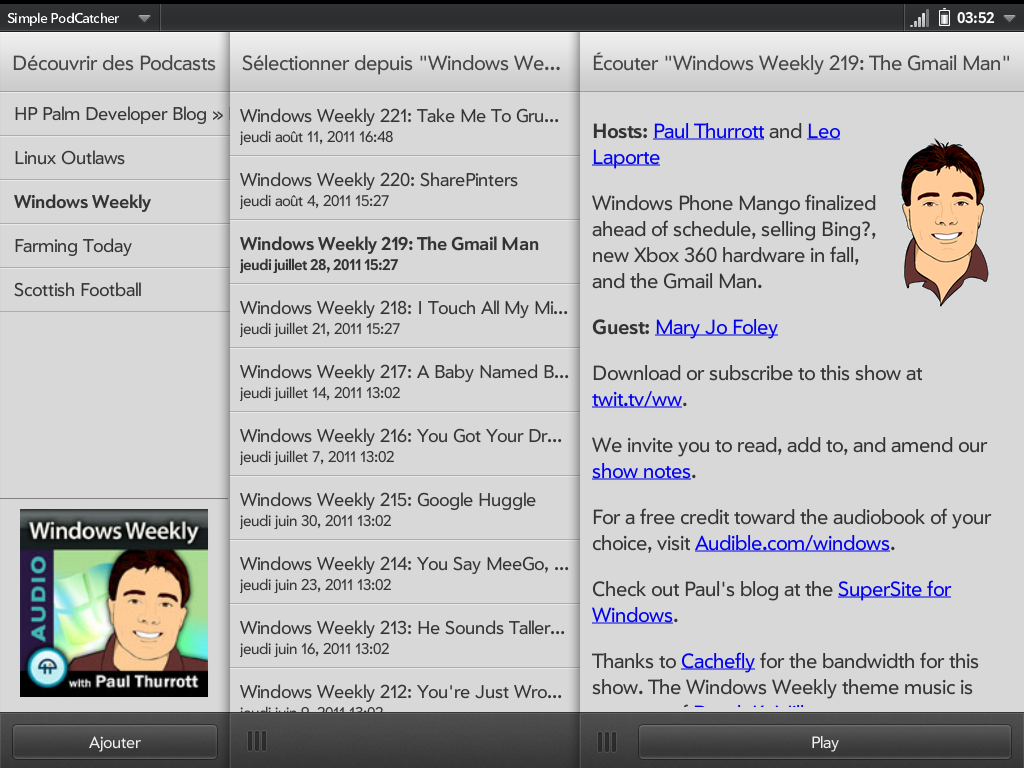 Simple PodCatcher
03:52
Découvrir des Podcasts
HP Palm Developer Blog »
Linux Outlaws
Windows Weekly
Farming Today
Scottish Football
Windows Weekly
AUDIO
with Paul Thurrott
Ajouter
Sélectionner depuis "Windows We...
Windows Weekly 221: Take Me To Gru...
jeudi août 11, 2011 16:48
Windows Weekly 220: SharePinters
jeudi août 4, 2011 15:27
Windows Weekly 219: The Gmail Man
jeudi juillet 28, 2011 15:27
Windows Weekly 218: I Touch All My Mi...
jeudi juillet 21, 2011 15:27
Windows Weekly 217: A Baby Named B...
jeudi juillet 14, 2011 13:02
Windows Weekly 216: You Got Your Dr...
jeudi juillet 7, 2011 13:02
Windows Weekly 215: Google Huggle
jeudi juin 30, 2011 13:02
Windows Weekly 214: You Say MeeGo, ...
jeudi juin 23, 2011 13:02
Windows Weekly 213: He Sounds Taller...
jeudi juin 16, 2011 13:02
Windows Weekly 212: You're Just Wro...
jeudi juin 9, 2011 13:02
Écouter "Windows Weekly 219: The Gmail Man"
Hosts: Paul Thurrott and Leo
Laporte
Windows Phone Mango finalized
ahead of schedule, selling Bing?,
new Xbox 360 hardware in fall,
and the Gmail Man.
Guest: Mary Jo Foley
Download or subscribe to this show at
twit.tv/ww.
We invite you to read, add to, and amend our
show notes.
For a free credit toward the audiobook of your
choice, visit Audible.com/windows.
Check out Paul's blog at the SuperSite for
Windows.
Thanks to Cachefly for the bandwidth for this
show. The Windows Weekly theme music is
Play